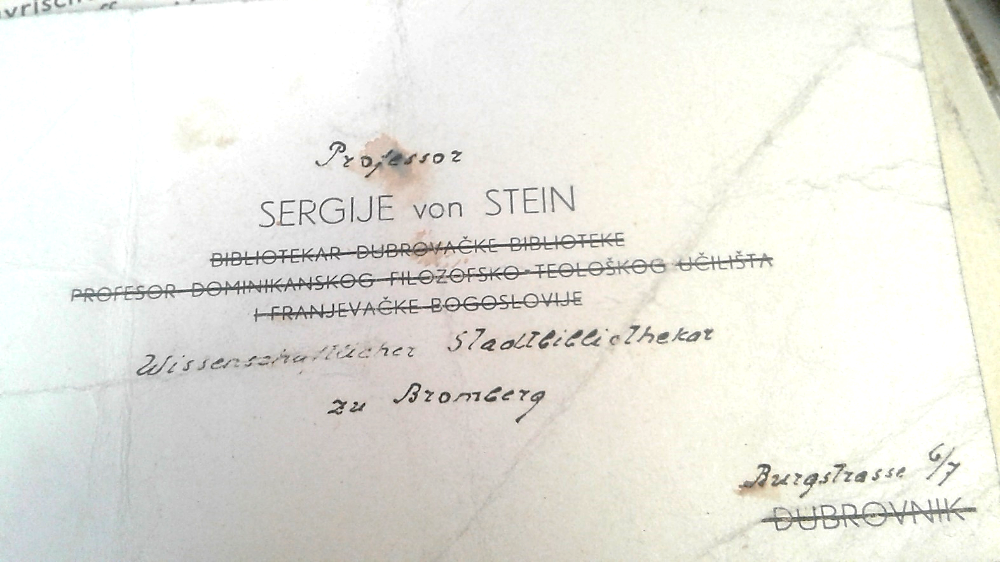 Professor
SERGIJE von STEIN
BIBLIOTEKAR DUBROVAČKE BIBLIOTEKE
PROFESOR DOMINIKANSKOG FILOZOFSKO-TEOLOŠKOG UČILIŠTA
I FRANJEVAČKE BOGOSLOVIJE
Wissenschaftlicher Stadtbibliothekar
zu Bromberg
Burgstrasse 6/7
DUBROVNIK